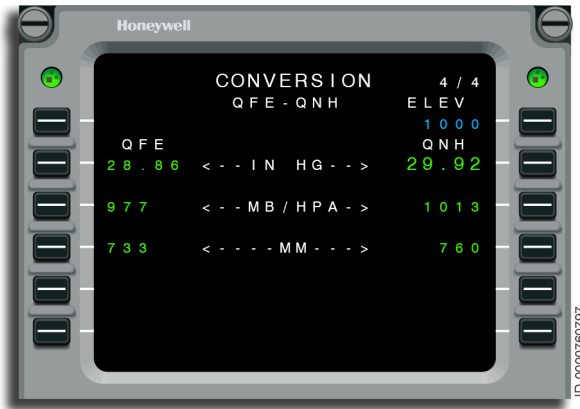 Honeywell
CONVERSION 4/4
QFE-QNH ELEV
1000
QFE QNH
28.86 <--IN HG--> 29.92
977 <--MB/HPA-> 1013
733 <----MM---> 760
ID 0000760797